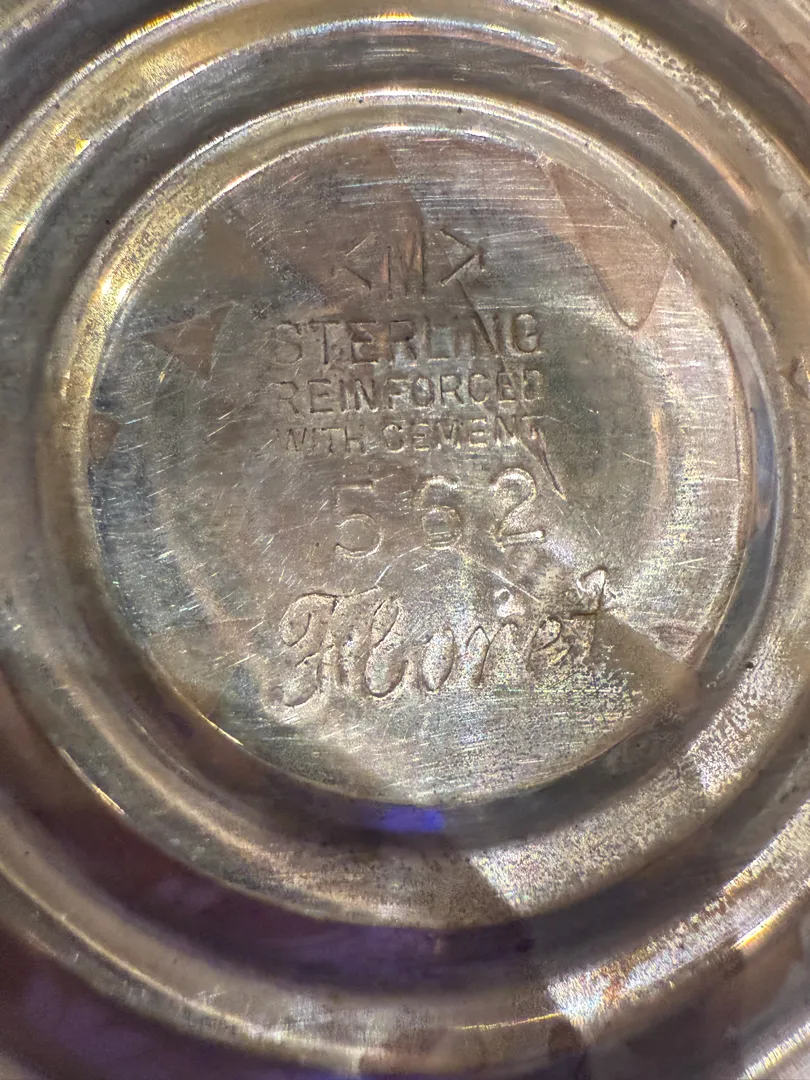 <M>
STERLING
REINFORCED
WITH CEMENT
562
Floret